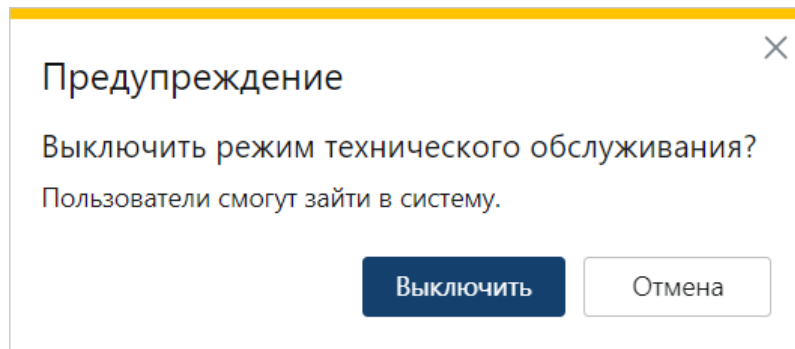 Предупреждение
Выключить режим технического обслуживания?
Пользователи смогут зайти в систему.
Выключить
Отмена